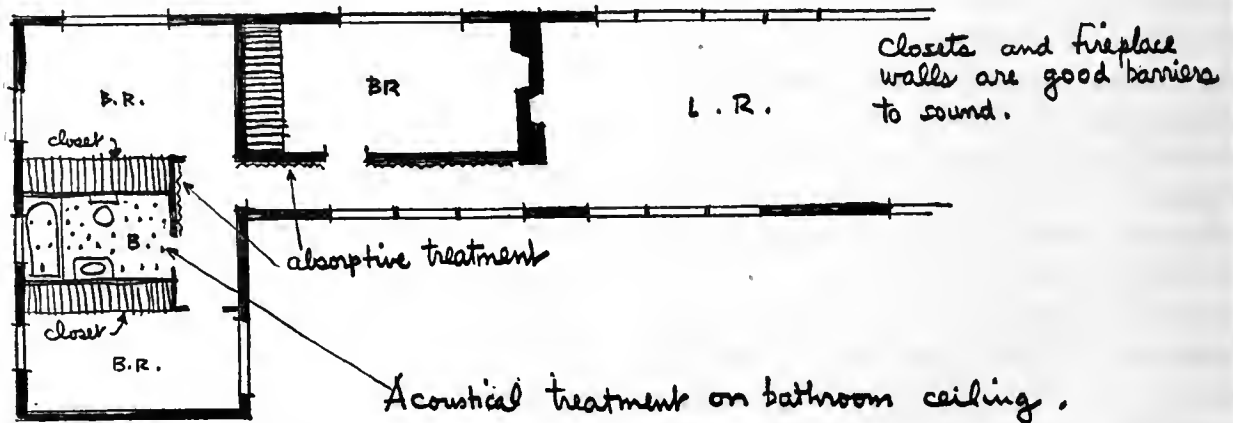 closets and fireplace
walls are good barriers
to sound.
B.R.
BR
L.R.
closet
B
absorptive treatment
closet
B.R.
Acoustical treatment on bathroom ceiling.